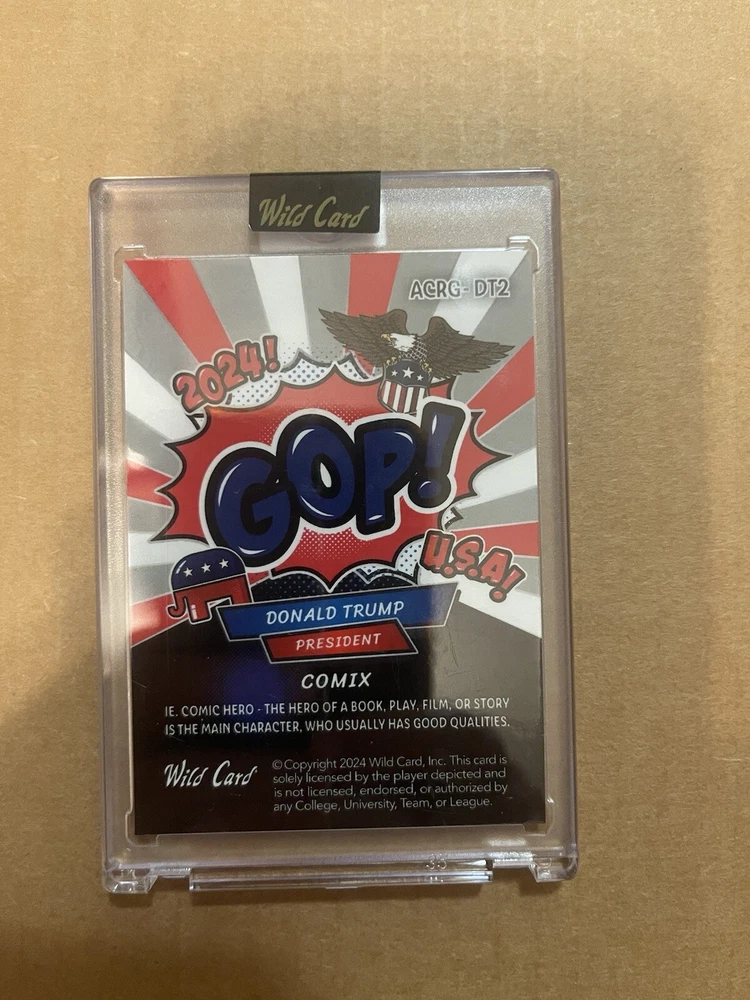 Wild Card
ACRG- DT2
2024!
GOP!
U.S.A!
DONALD TRUMP
PRESIDENT
COMIX
IE. COMIC HERO - THE HERO OF A BOOK, PLAY, FILM, OR STORY
IS THE MAIN CHARACTER, WHO USUALLY HAS GOOD QUALITIES.
Wild Card
©Copyright 2024 Wild Card, Inc. This card is
solely licensed by the player depicted and
is not licensed, endorsed, or authorized by
any College, University, Team, or League.